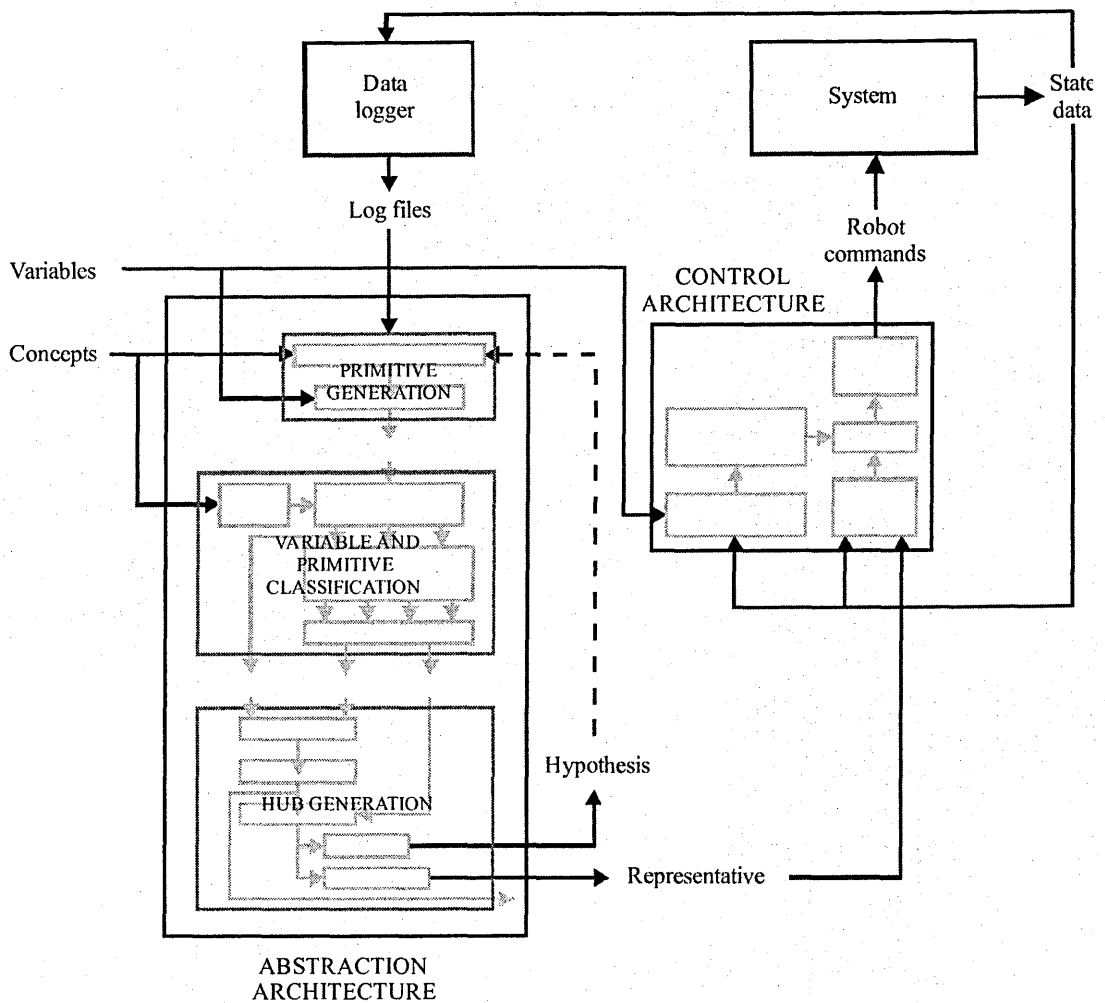 Data
logger
System
State
data
Log files
Robot
commands
Variables
CONTROL
ARCHITECTURE
Concepts
PRIMITIVE
GENERATION
VARIABLE AND
PRIMITIVE
CLASSIFICATION
Hypothesis
HUB GENERATION
Representative
ABSTRACTION
ARCHITECTURE